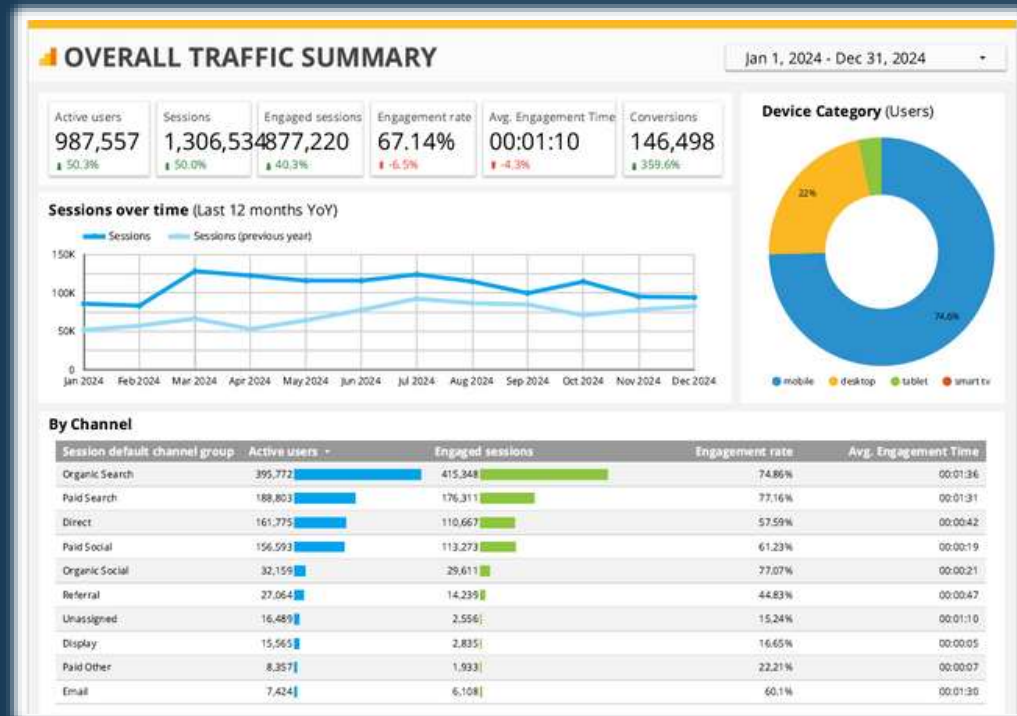 OVERALL TRAFFIC SUMMARY
Jan 1, 2024 - Dec 31, 2024
Active users
987,557
50.3%
Sessions
1,306,534
50.0%
Engaged sessions
877,220
40.3%
Engagement rate
67.14%
-6.5%
Avg. Engagement Time
00:01:10
-4.3%
Conversions
146,498
359.6%
Device Category (Users)
22%
74.6%
mobile desktop tablet smart tv
Sessions over time (Last 12 months YoY)
Sessions Sessions (previous year)
150K
100K
50K
0
Jan 2024 Feb 2024 Mar 2024 Apr 2024 May 2024 Jun 2024 Jul 2024 Aug 2024 Sep 2024 Oct 2024 Nov 2024 Dec 2024
By Channel
Session default channel group Active users Engaged sessions Engagement rate Avg. Engagement Time
Organic Search 395,772 415,348 74.86% 00:01:36
Paid Search 188,803 176,311 77.16% 00:01:31
Direct 161,775 110,667 57.59% 00:00:42
Paid Social 156,593 113,273 61.23% 00:00:19
Organic Social 32,159 29,611 77.07% 00:00:21
Referral 27,064 14,239 44.83% 00:00:47
Unassigned 16,489 2,556 15.24% 00:01:10
Display 15,565 2,835 16.65% 00:00:05
Paid Other 8,357 1,933 22.21% 00:00:07
Email 7,424 6,108 60.1% 00:01:30